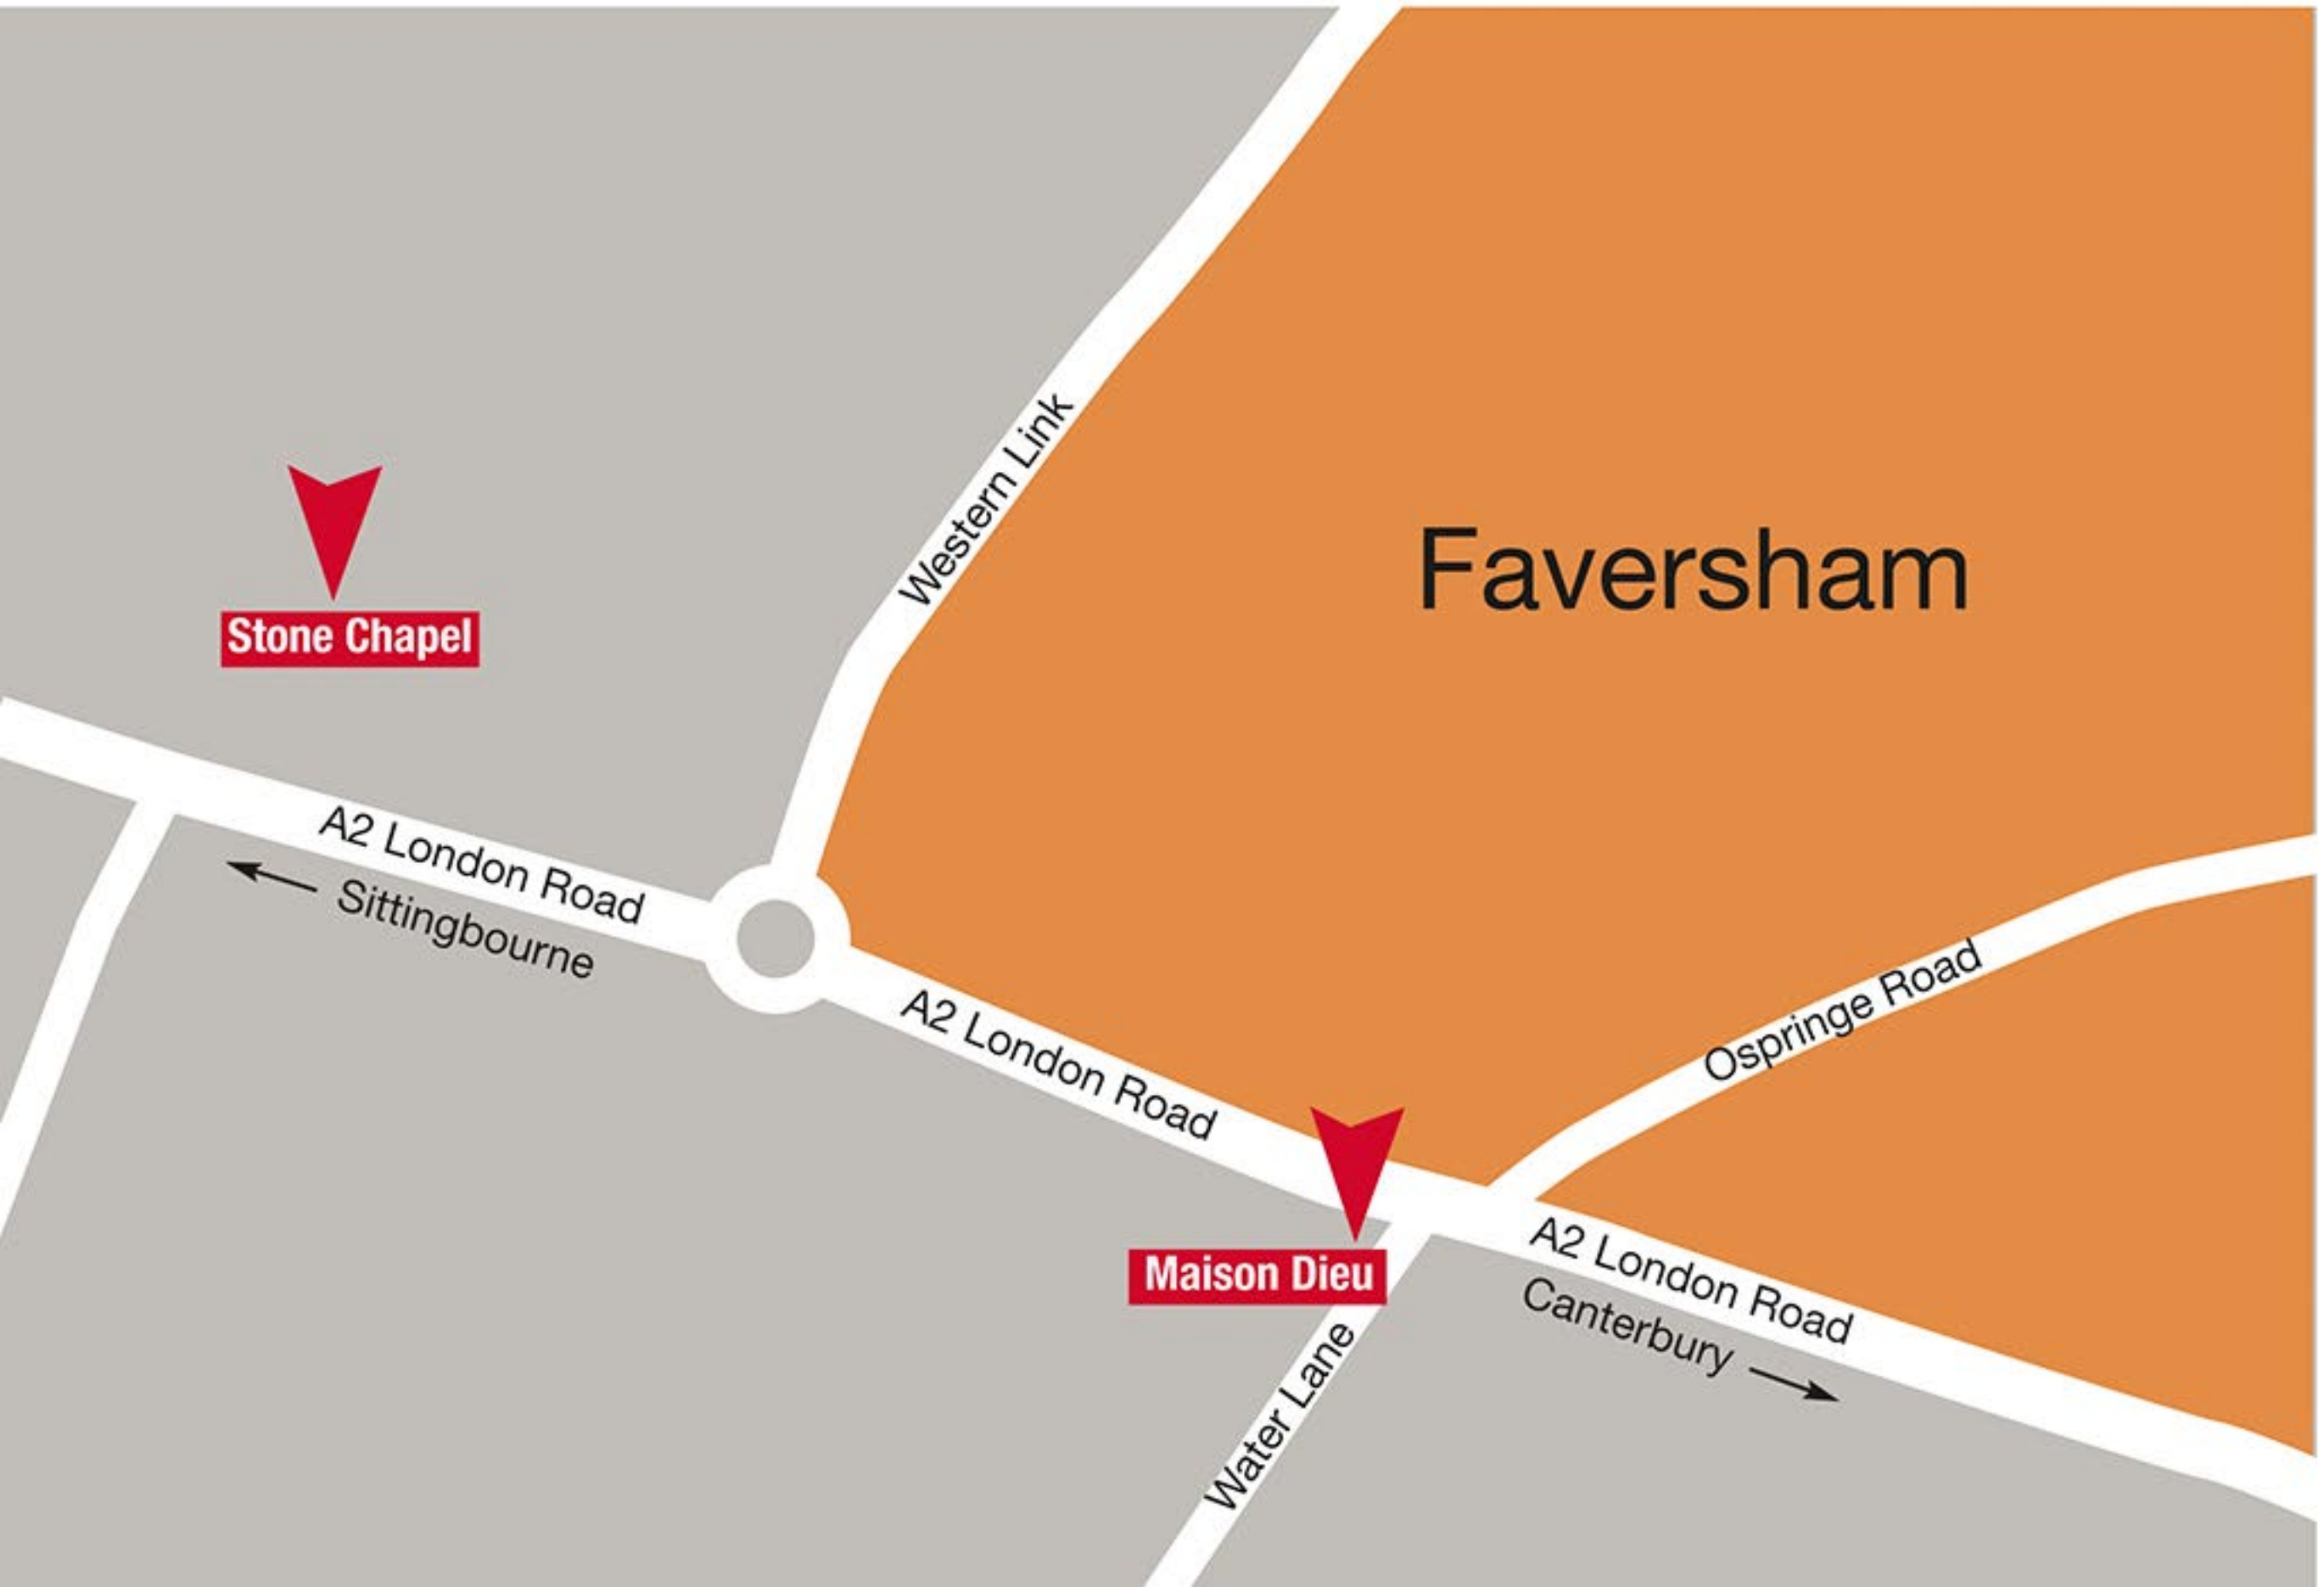 Western Link
Faversham
Stone Chapel
A2 London Road
Sittingbourne
A2 London Road
Ospringe Road
Maison Dieu
A2 London Road
Canterbury
Water Lane